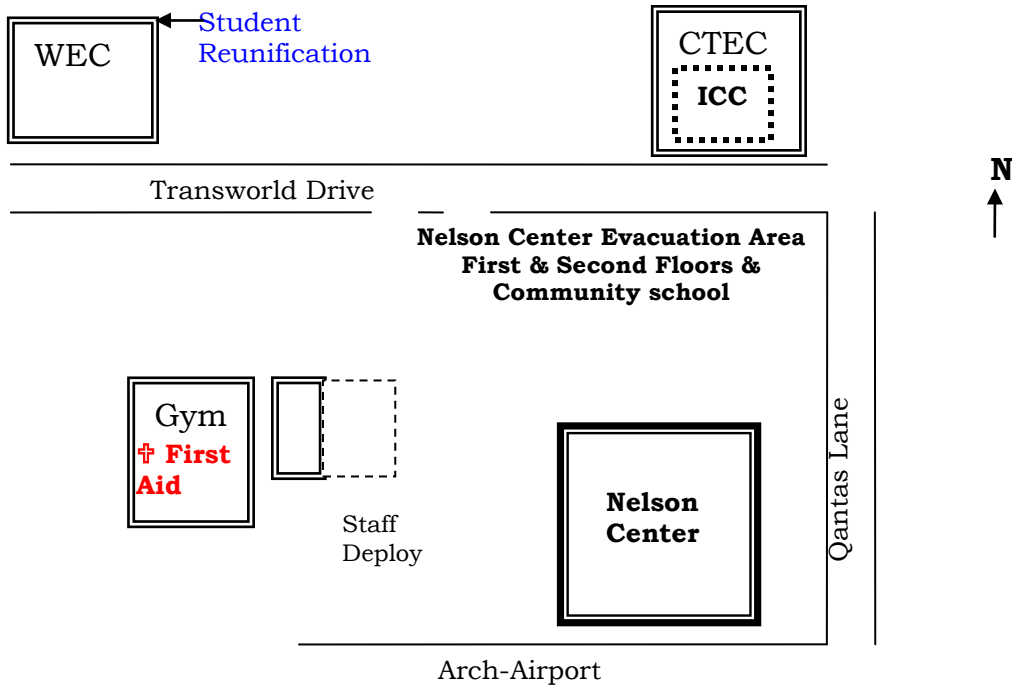 WEC
Student
Reunification
CTEC
ICC
N
Transworld Drive
Nelson Center Evacuation Area
First & Second Floors &
Community school
Gym
✞ First
Aid
Staff
Deploy
Nelson
Center
Qantas Lane
Arch-Airport